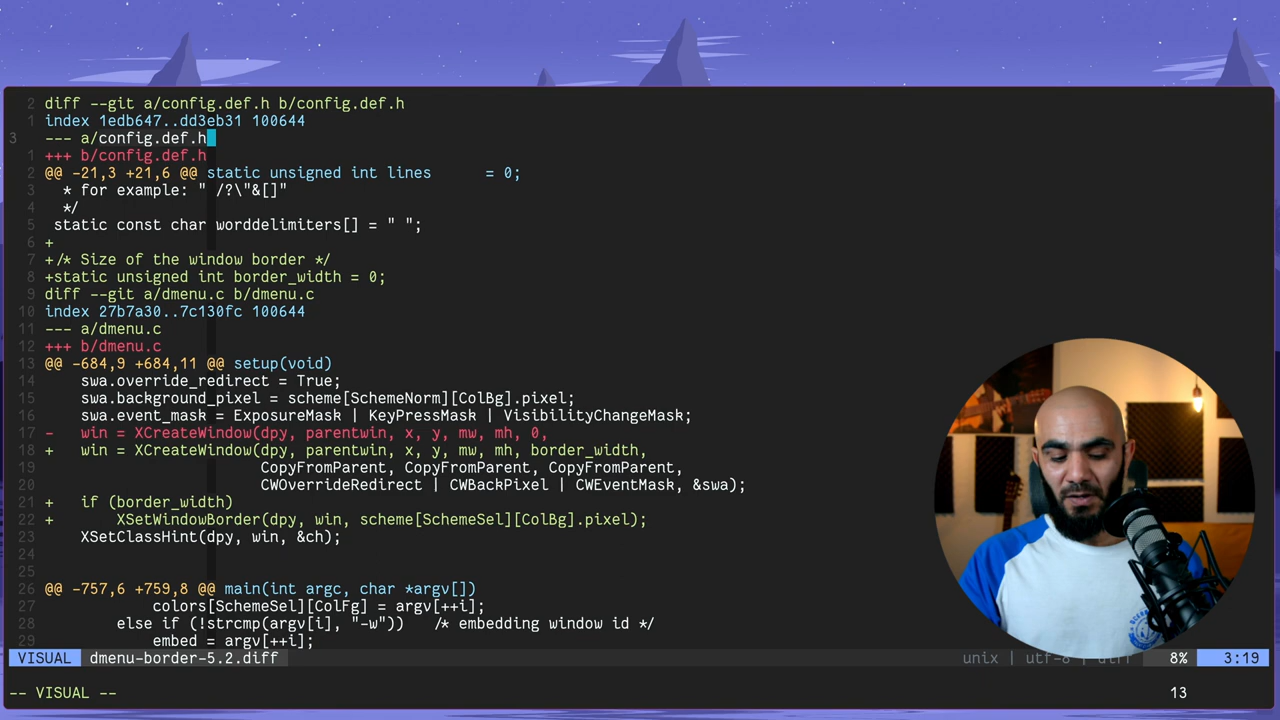 2 diff --git a/config.def.h b/config.def.h
1 index 1edb647..dd3eb31 100644
3 --- a/config.def.h
1 +++ b/config.def.h
2 @@ -21,3 +21,6 @@ static unsigned int lines      = 0;
3  * for example: " /?\"&[]"
4  */
5 static const char worddelimiters[] = " ";
6 +
7 +/* Size of the window border */
8 +static unsigned int border_width = 0;
9 diff --git a/dmenu.c b/dmenu.c
10 index 27b7a30..7c130fc 100644
11 --- a/dmenu.c
12 +++ b/dmenu.c
13 @@ -684,9 +684,11 @@ setup(void)
14    swa.override_redirect = True;
15    swa.background_pixel = scheme[SchemeNorm][ColBg].pixel;
16    swa.event_mask = ExposureMask | KeyPressMask | VisibilityChangeMask;
17 -   win = XCreateWindow(dpy, parentwin, x, y, mw, mh, 0,
18 +   win = XCreateWindow(dpy, parentwin, x, y, mw, mh, border_width,
19                        CopyFromParent, CopyFromParent, CopyFromParent,
20                        CWOverrideRedirect | CWBackPixel | CWEventMask, &swa);
21 +   if (border_width)
22 +       XSetWindowBorder(dpy, win, scheme[SchemeSel][ColBg].pixel);
23    XSetClassHint(dpy, win, &ch);
24
25
26 @@ -757,6 +759,8 @@ main(int argc, char *argv[])
27            colors[SchemeSel][ColFg] = argv[++i];
28        else if (!strcmp(argv[i], "-w"))   /* embedding window id */
29            embed = argv[++i];
VISUAL dmenu-border-5.2.diff unix | utf-8 | diff 8% 3:19
-- VISUAL -- 13